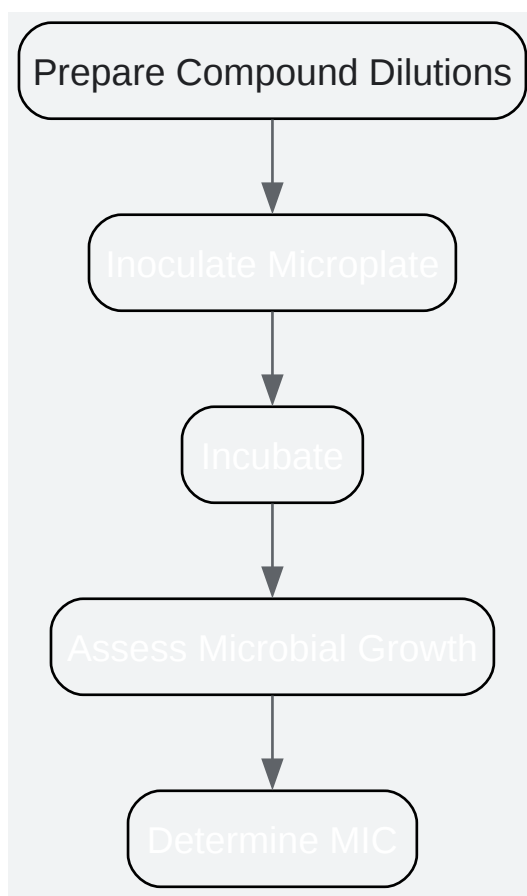 Prepare Compound Dilutions
Inoculate Microplate
Incubate
Assess Microbial Growth
Determine MIC